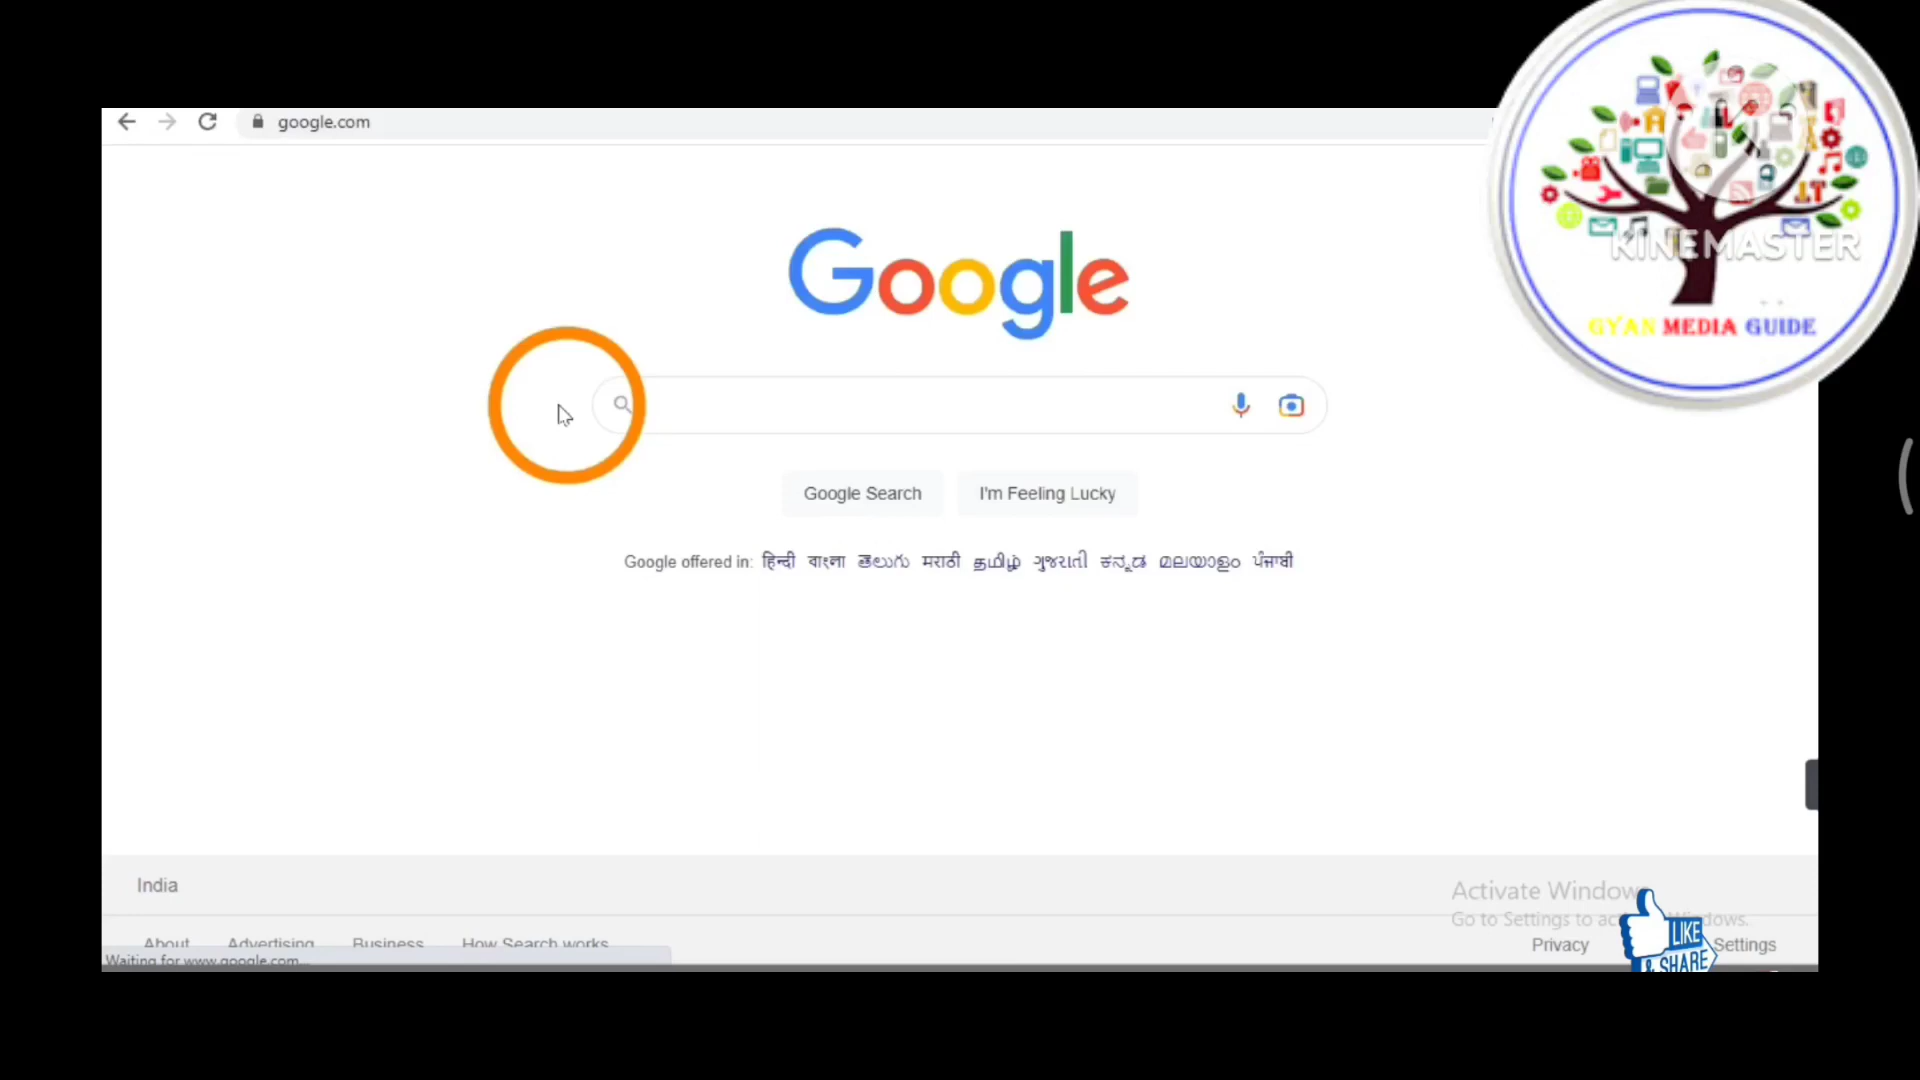 google.com
KINEMASTER
GYAN MEDIA GUIDE
Google
Google Search
I'm Feeling Lucky
Google offered in: हिन्दी বাংলা తెలుగు मराठी தமிழ் ગુજરાતી ಕನ್ನಡ മലയാളം ਪੰਜਾਬੀ
India
Activate Windows
Go to Settings to ac Windows.
About Advertising Business How Search works
Privacy Settings
Waiting for www.google.com...
LIKE
& SHARE